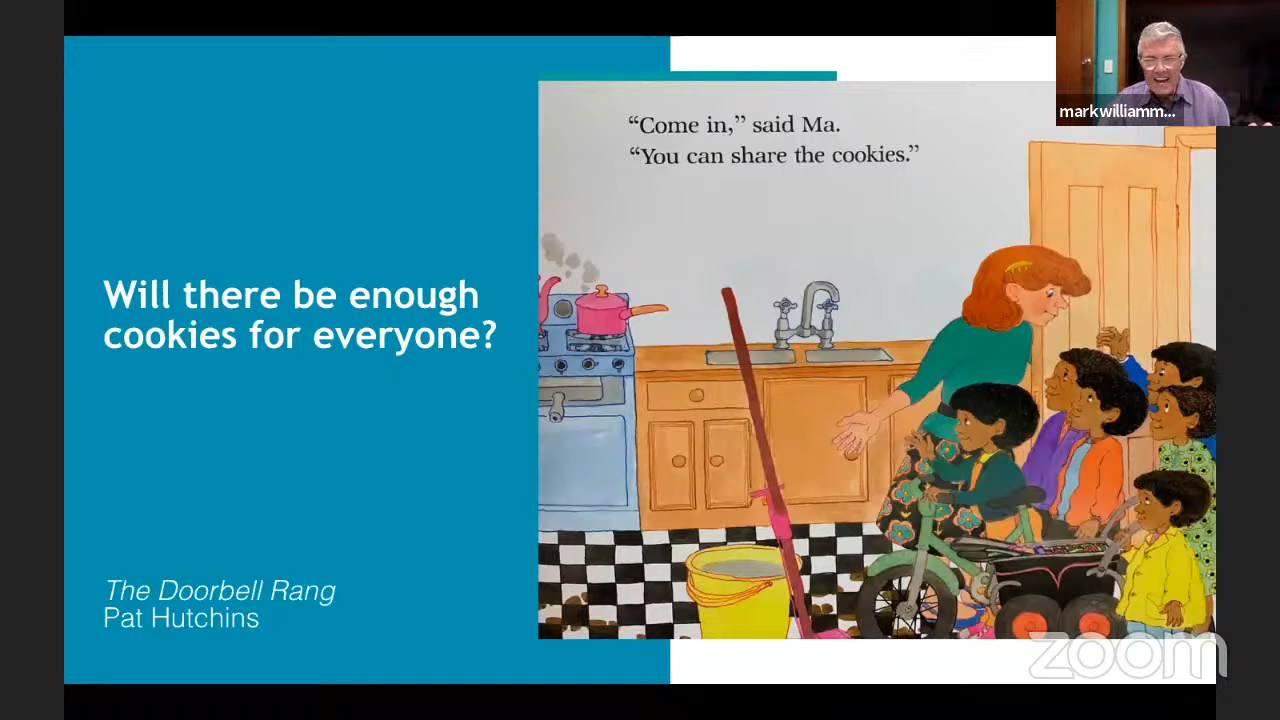 “Come in,” said Ma.
“You can share the cookies.”
markwilliamm...
Will there be enough
cookies for everyone?
The Doorbell Rang
Pat Hutchins
zoom